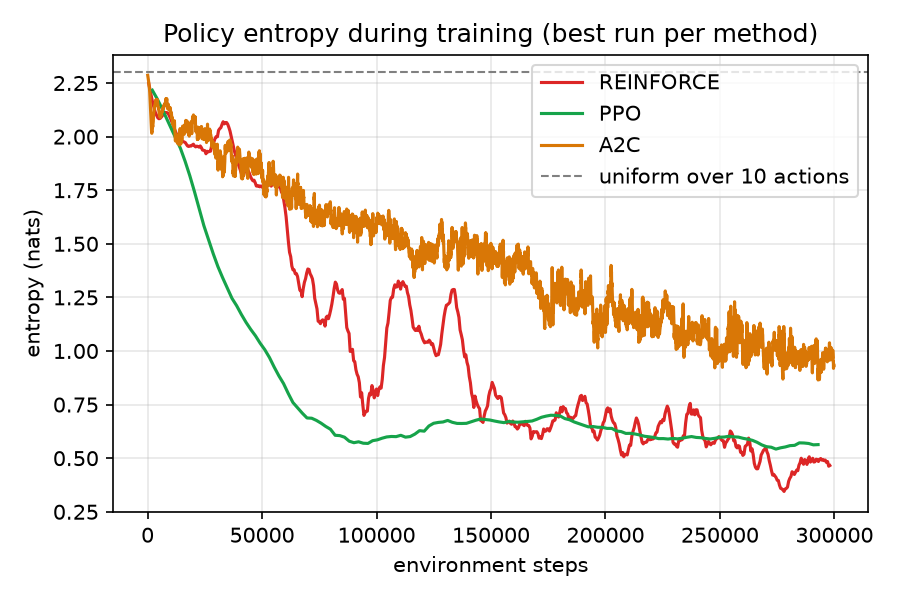 Policy entropy during training (best run per method)
REINFORCE
PPO
A2C
uniform over 10 actions
entropy (nats)
2.25
2.00
1.75
1.50
1.25
1.00
0.75
0.50
0.25
0
50000
100000
150000
200000
250000
300000
environment steps